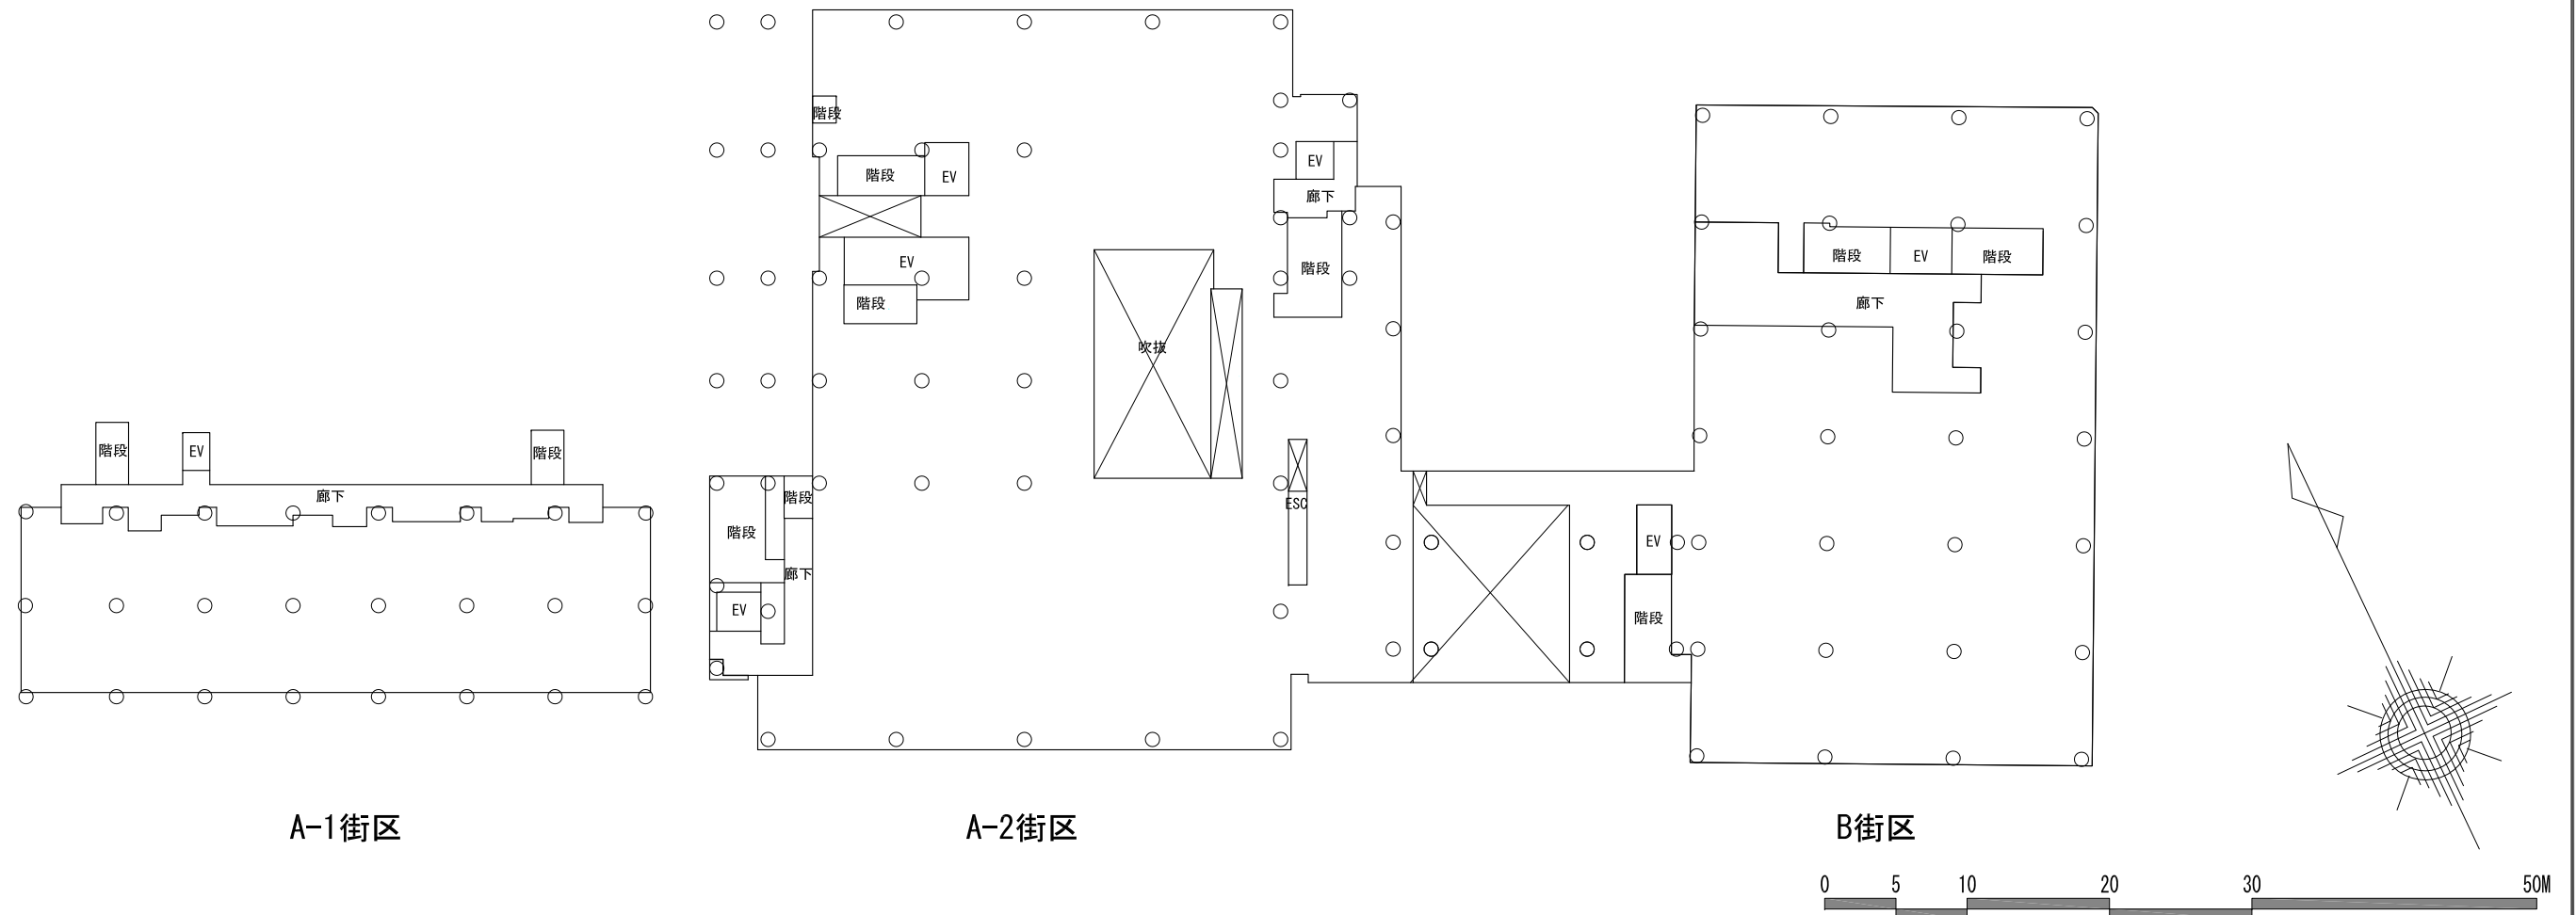 階段
EV
階段
廊下
A-1街区
階段
階段
EV
EV
階段
吹抜
EV
廊下
階段
ESC
階段
階段
廊下
EV
A-2街区
階段
EV
階段
廊下
EV
階段
B街区
0 5 10 20 30 50M